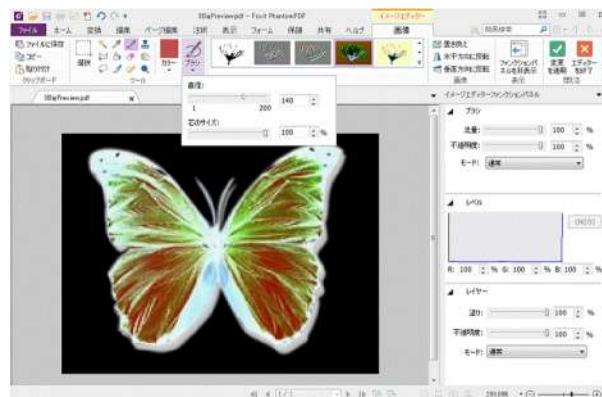 3BigPreview.pdf - Foxit PhantomPDF
イメージエディター
ファイル ホーム 変換 編集 ページ編集 注釈 表示 フォーム 保護 共有 ヘルプ 画像
ファイルに保存
コピー
貼り付け
クリップボード
選択
ツール
カラー
ブラシ
置き換え
水平方向に反転
垂直方向に反転
画像
ファンクションパネルを非表示
表示
変更を適用
エディターを終了
閉じる
直径:
140
1 200
芯のサイズ:
100 %
イメージエディターファンクションパネル
ブラシ
流量: 100 %
不透明度: 100 %
モード: 通常
レベル
R: 100 % G: 100 % B: 100 %
レイヤー
100 %
不透明度: 100 %
モード: 通常
1 / 1